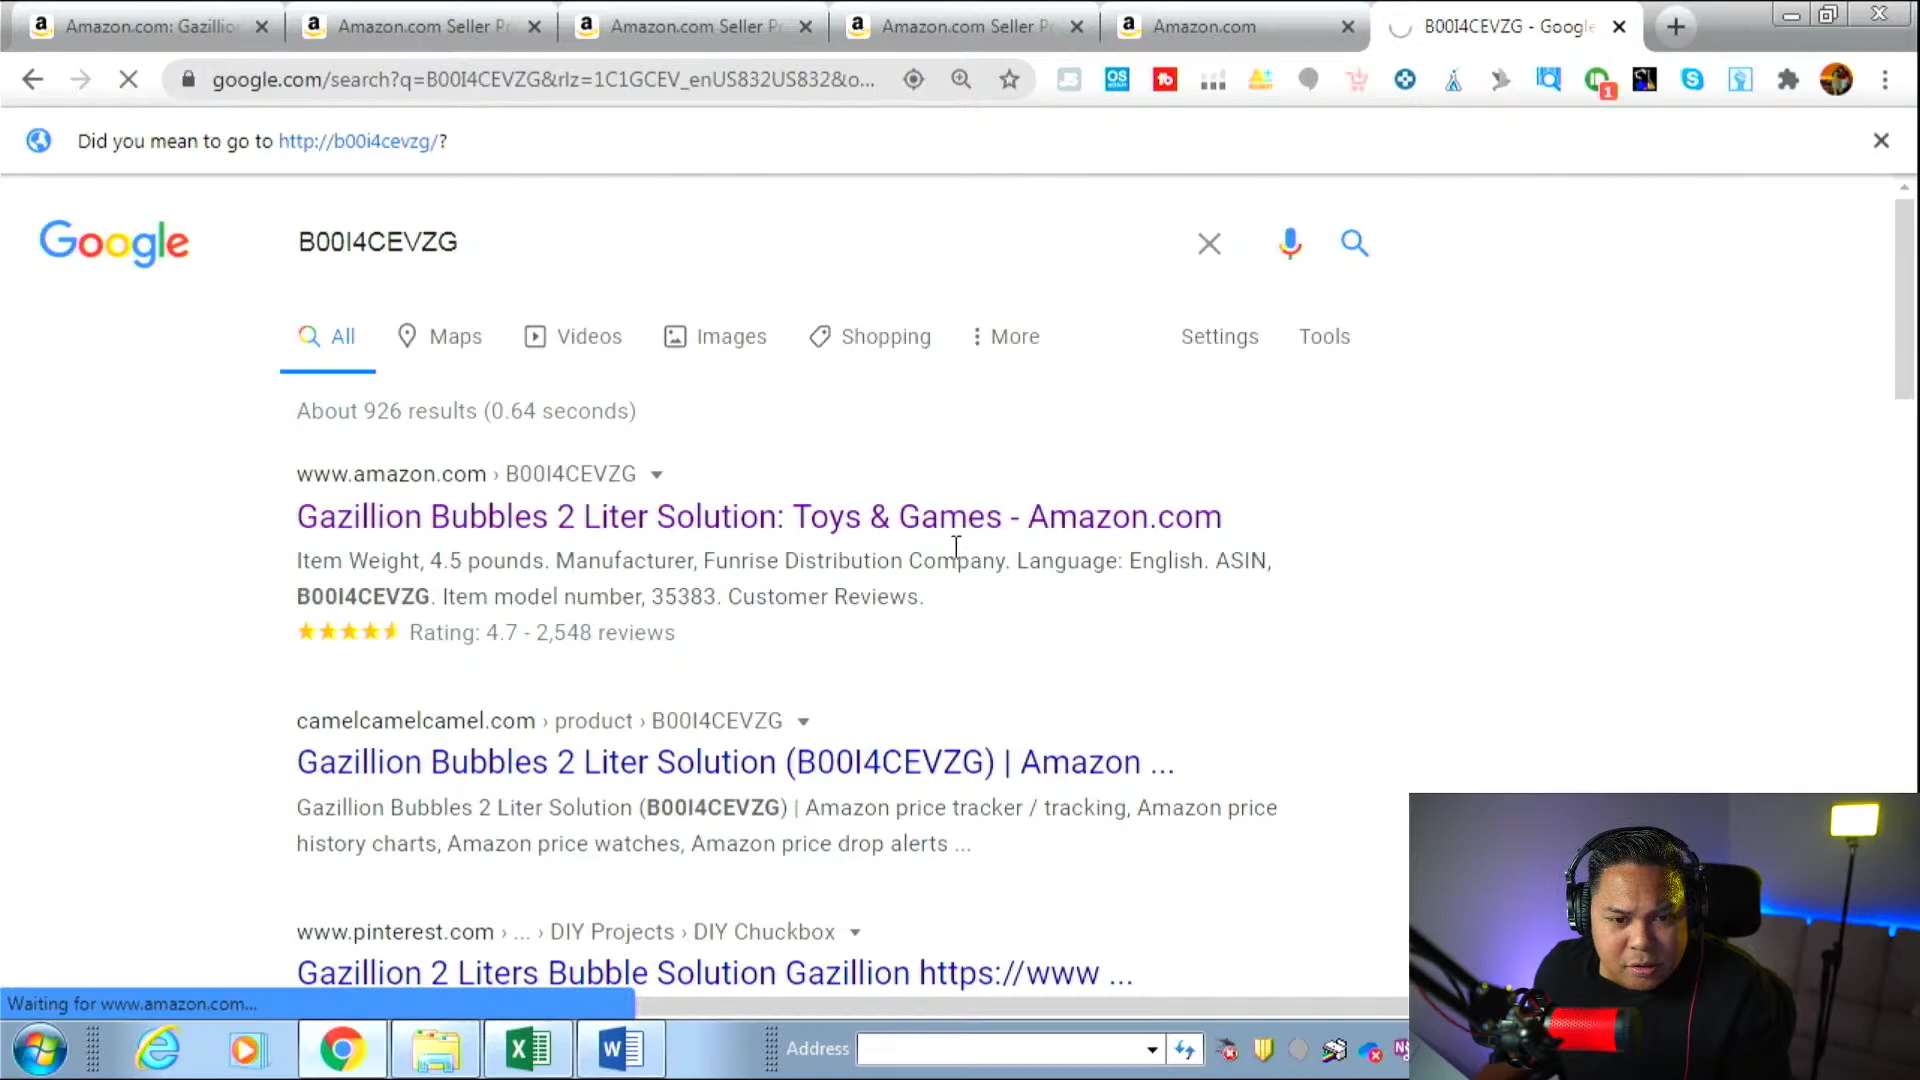 Amazon.com: Gazillio
Amazon.com Seller Pr
Amazon.com Seller Pr
Amazon.com Seller Pr
Amazon.com
B00I4CEVZG - Google
google.com/search?q=B00I4CEVZG&rlz=1C1GCEV_enUS832US832&o...
OS
1
Did you mean to go to http://b00i4cevzg/?
Google
B00I4CEVZG
All
Maps
Videos
Images
Shopping
More
Settings
Tools
About 926 results (0.64 seconds)
www.amazon.com › B00I4CEVZG
Gazillion Bubbles 2 Liter Solution: Toys & Games - Amazon.com
Item Weight, 4.5 pounds. Manufacturer, Funrise Distribution Company. Language: English. ASIN,
B00I4CEVZG. Item model number, 35383. Customer Reviews.
Rating: 4.7 - 2,548 reviews
camelcamelcamel.com › product › B00I4CEVZG
Gazillion Bubbles 2 Liter Solution (B00I4CEVZG) | Amazon ...
Gazillion Bubbles 2 Liter Solution (B00I4CEVZG) | Amazon price tracker / tracking, Amazon price
history charts, Amazon price watches, Amazon price drop alerts ...
www.pinterest.com › ... › DIY Projects › DIY Chuckbox
Gazillion 2 Liters Bubble Solution Gazillion https://www ...
Waiting for www.amazon.com...
Address